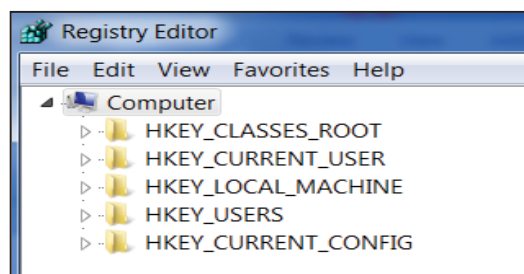 Registry Editor
File Edit View Favorites Help
Computer
HKEY_CLASSES_ROOT
HKEY_CURRENT_USER
HKEY_LOCAL_MACHINE
HKEY_USERS
HKEY_CURRENT_CONFIG